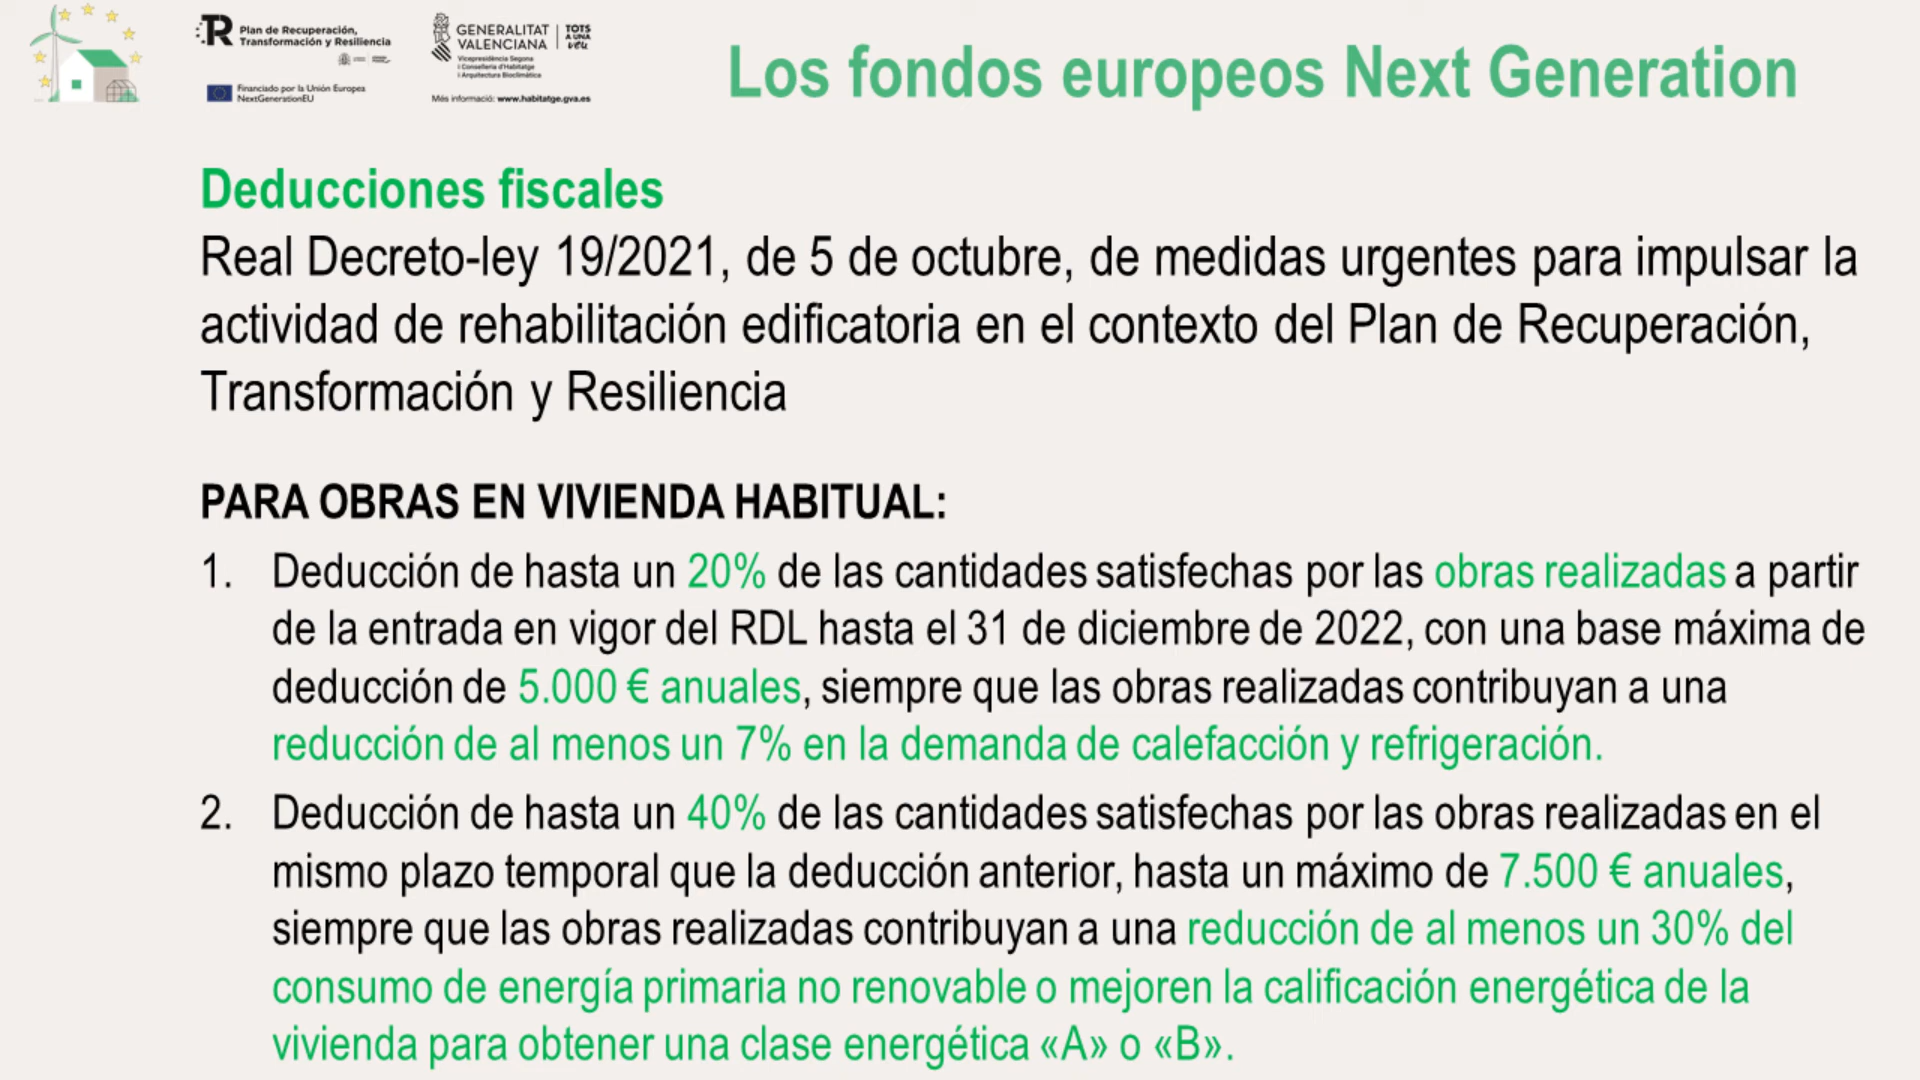 Plan de Recuperación,
Transformación y Resiliencia
Financiado por la Unión Europea
NextGenerationEU
GENERALITAT
VALENCIANA
TOTS
A UNA
veu
Vicepresidència Segona
i Conselleria d'Habitatge
i Arquitectura Bioclimàtica
Més informació: www.habitatge.gva.es
Los fondos europeos Next Generation
Deducciones fiscales
Real Decreto-ley 19/2021, de 5 de octubre, de medidas urgentes para impulsar la
actividad de rehabilitación edificatoria en el contexto del Plan de Recuperación,
Transformación y Resiliencia
PARA OBRAS EN VIVIENDA HABITUAL:
1. Deducción de hasta un 20% de las cantidades satisfechas por las obras realizadas a partir
de la entrada en vigor del RDL hasta el 31 de diciembre de 2022, con una base máxima de
deducción de 5.000 € anuales, siempre que las obras realizadas contribuyan a una
reducción de al menos un 7% en la demanda de calefacción y refrigeración.
2. Deducción de hasta un 40% de las cantidades satisfechas por las obras realizadas en el
mismo plazo temporal que la deducción anterior, hasta un máximo de 7.500 € anuales,
siempre que las obras realizadas contribuyan a una reducción de al menos un 30% del
consumo de energía primaria no renovable o mejoren la calificación energética de la
vivienda para obtener una clase energética «A» o «B».